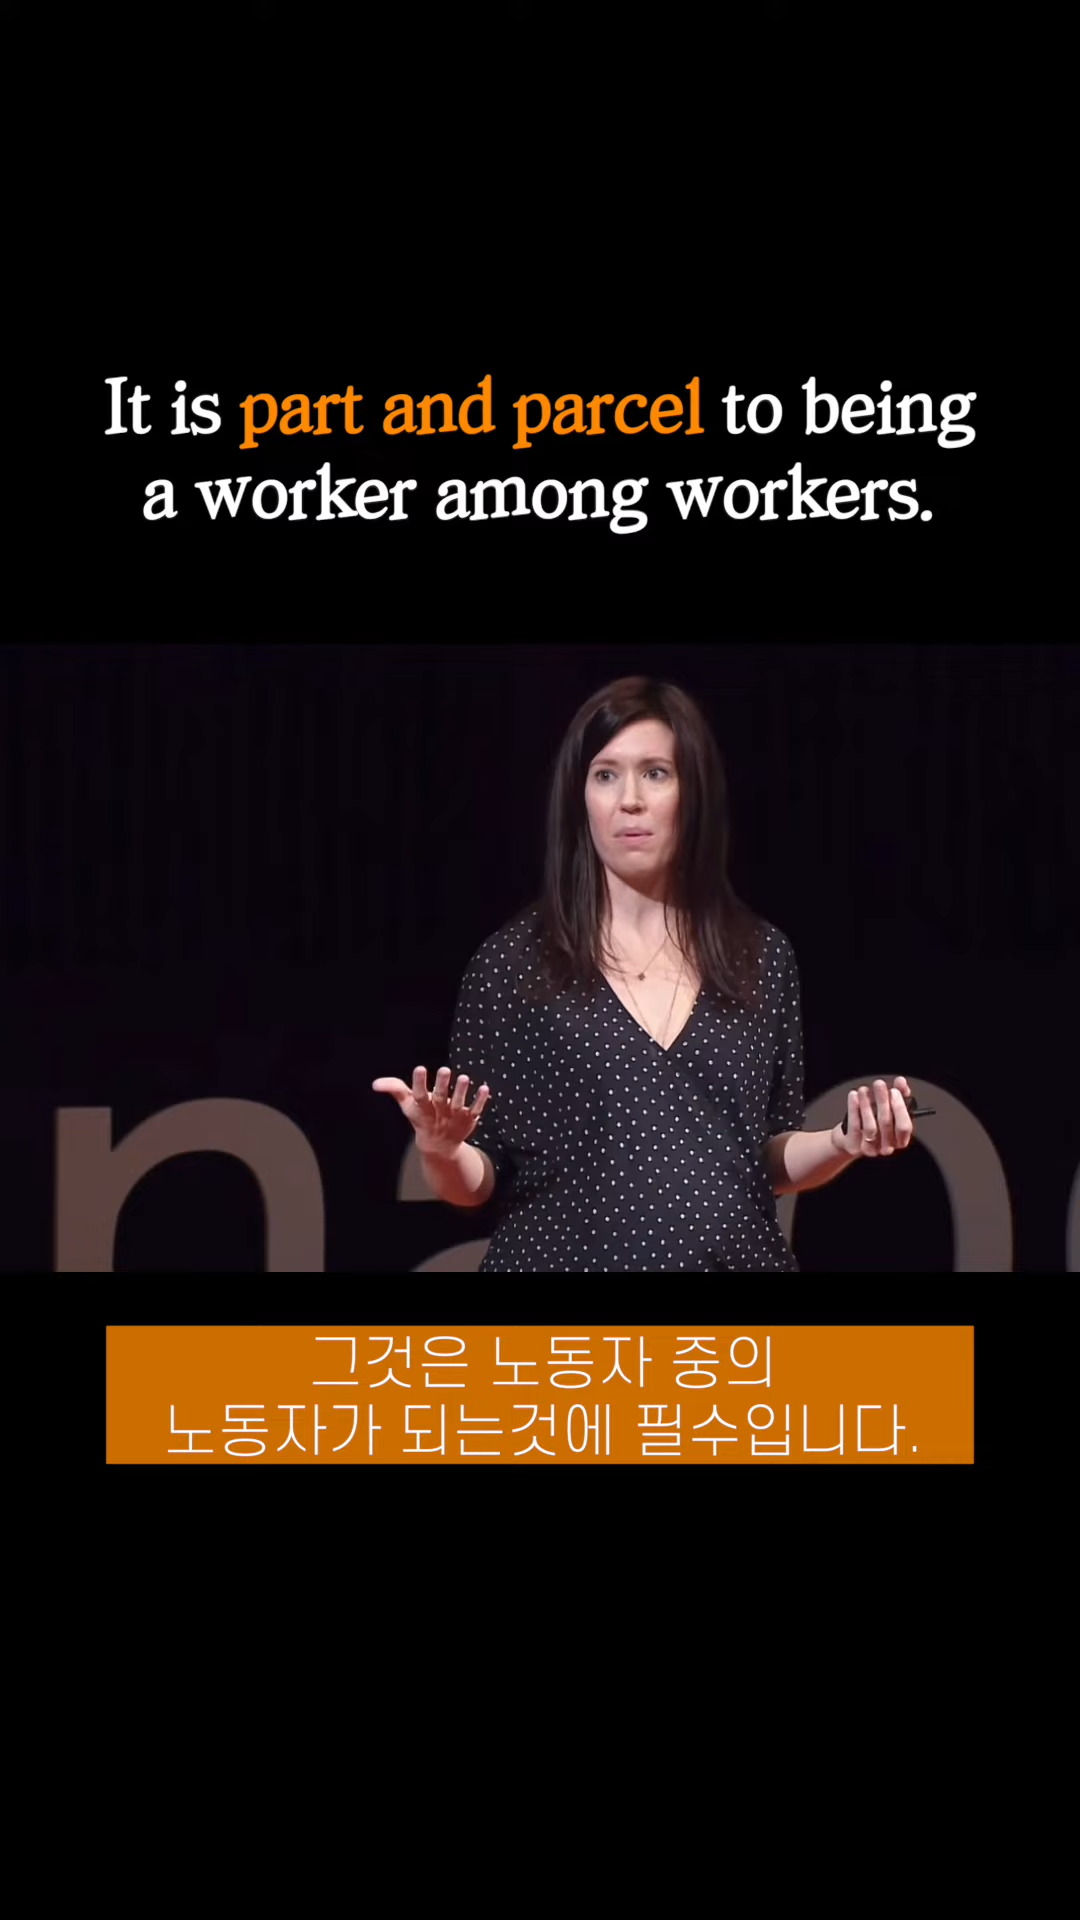 It is part and parcel to being
a worker among workers.
그것은 노동자 중의
노동자가 되는것에 필수입니다.